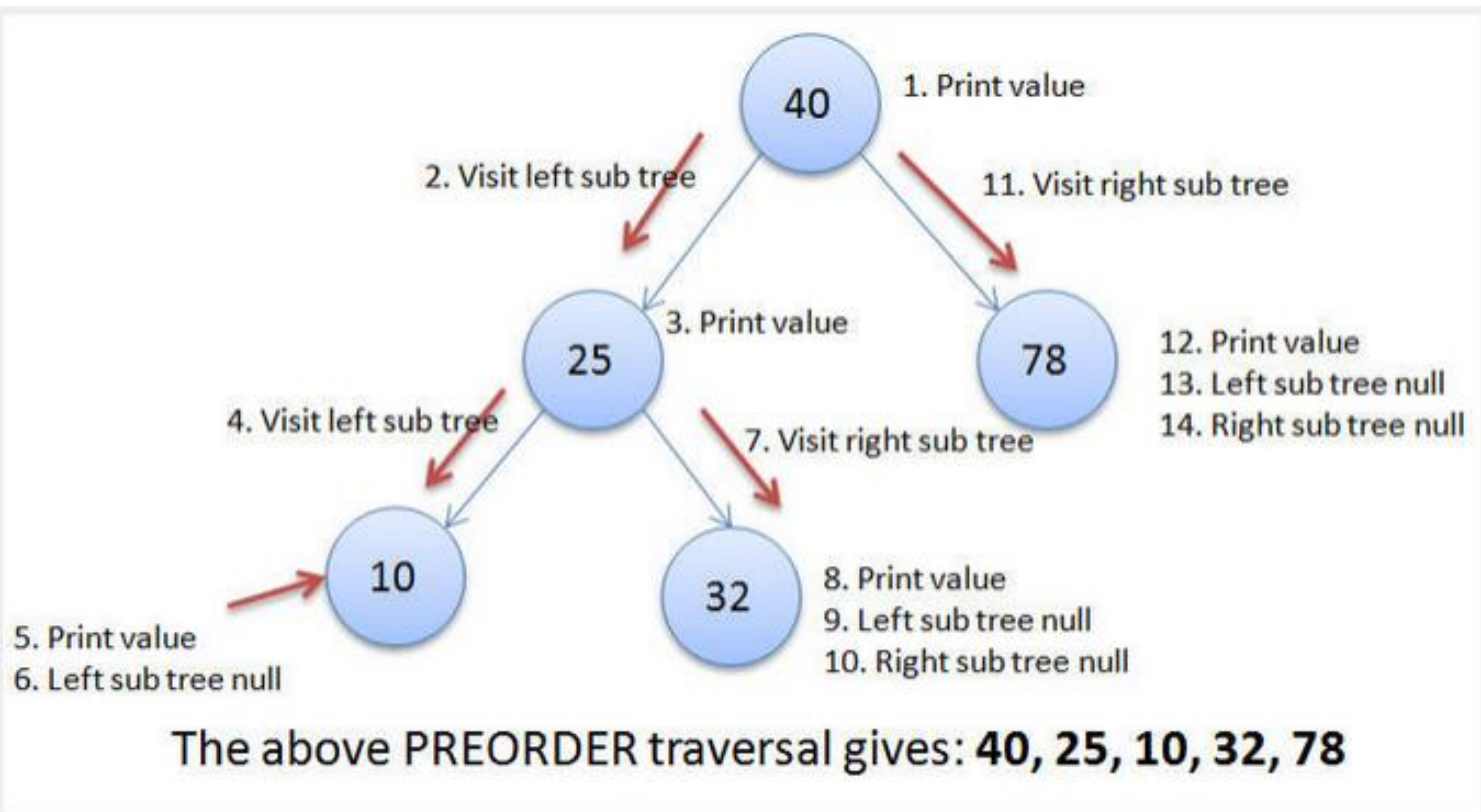 40
1. Print value
2. Visit left sub tree
11. Visit right sub tree
25
3. Print value
78
12. Print value
13. Left sub tree null
14. Right sub tree null
4. Visit left sub tree
7. Visit right sub tree
10
5. Print value
6. Left sub tree null
32
8. Print value
9. Left sub tree null
10. Right sub tree null
The above PREORDER traversal gives: 40, 25, 10, 32, 78